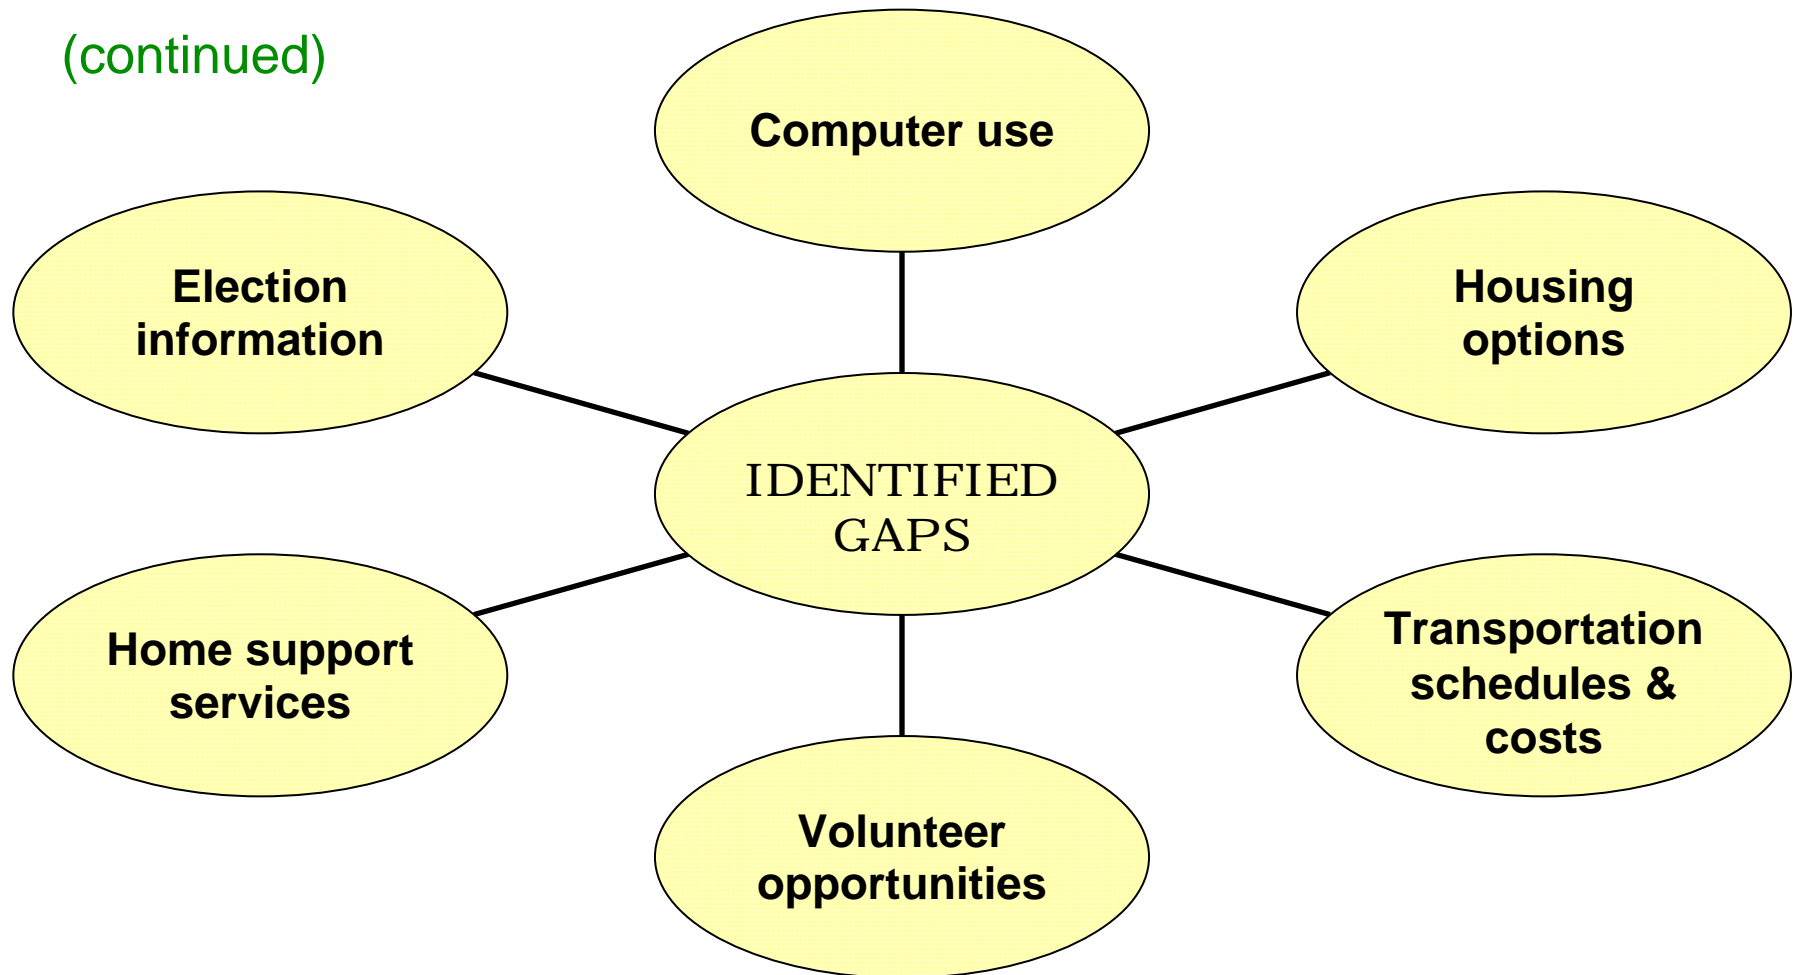 (continued)
Computer use
Election
information
Housing
options
IDENTIFIED
GAPS
Home support
services
Transportation
schedules &
costs
Volunteer
opportunities